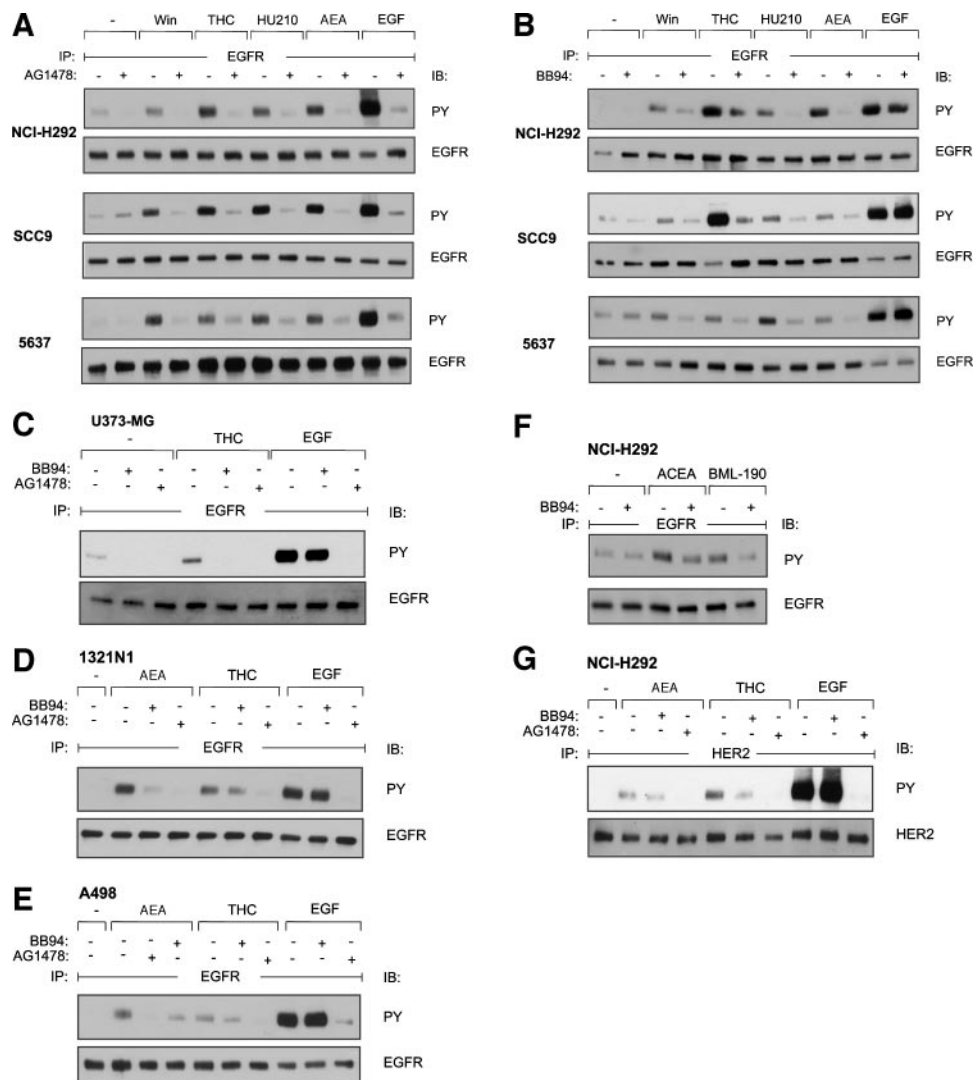 A
- Win THC HU210 AEA EGF
IP: EGFR
AG1478: - + - + - + - + - + - + IB:
NCI-H292 PY
EGFR
SCC9 PY
EGFR
5637 PY
EGFR
B
- Win THC HU210 AEA EGF
IP: EGFR
BB94: - + - + - + - + - + - + IB:
NCI-H292 PY
EGFR
SCC9 PY
EGFR
5637 PY
EGFR
C
U373-MG
- THC EGF
BB94: - + - - + - - + -
AG1478: - - + - - + - - +
IP: EGFR IB:
PY
EGFR
D
1321N1
- AEA THC EGF
BB94: - - + - - + - - + -
AG1478: - - - + - - + - - +
IP: EGFR IB:
PY
EGFR
E
A498
- AEA THC EGF
BB94: - - - + - + - - + -
AG1478: - - + - - - + - - +
IP: EGFR IB:
PY
EGFR
F
NCI-H292
- ACEA BML-190
BB94: - + - + - +
IP: EGFR IB:
PY
EGFR
G
NCI-H292
- AEA THC EGF
BB94: - - + - - + - - + -
AG1478: - - - + - - + - - +
IP: HER2 IB:
PY
HER2